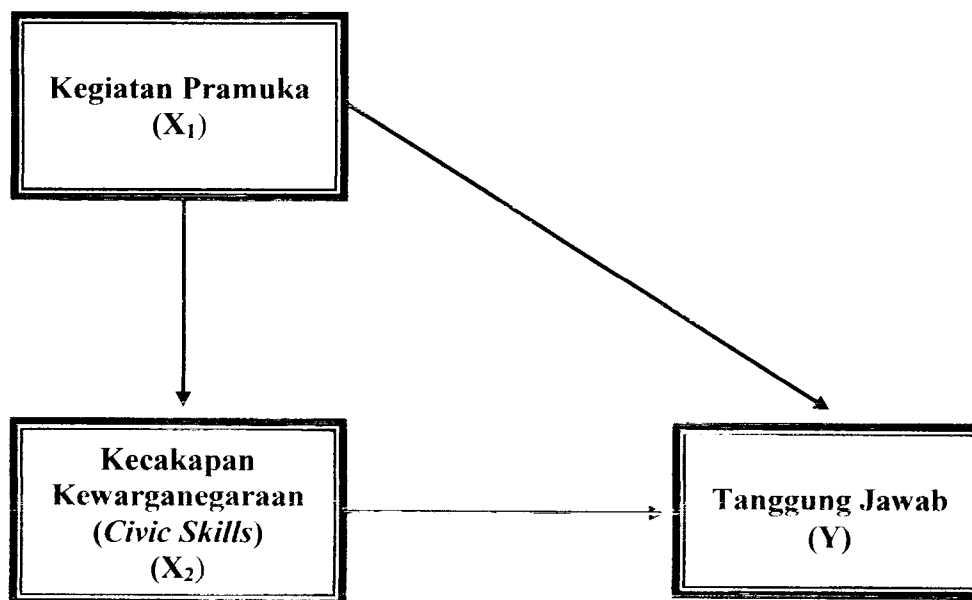 Kegiatan Pramuka
(X₁)
Kecakapan
Kewarganegaraan
(Civic Skills)
(X₂)
Tanggung Jawab
(Y)